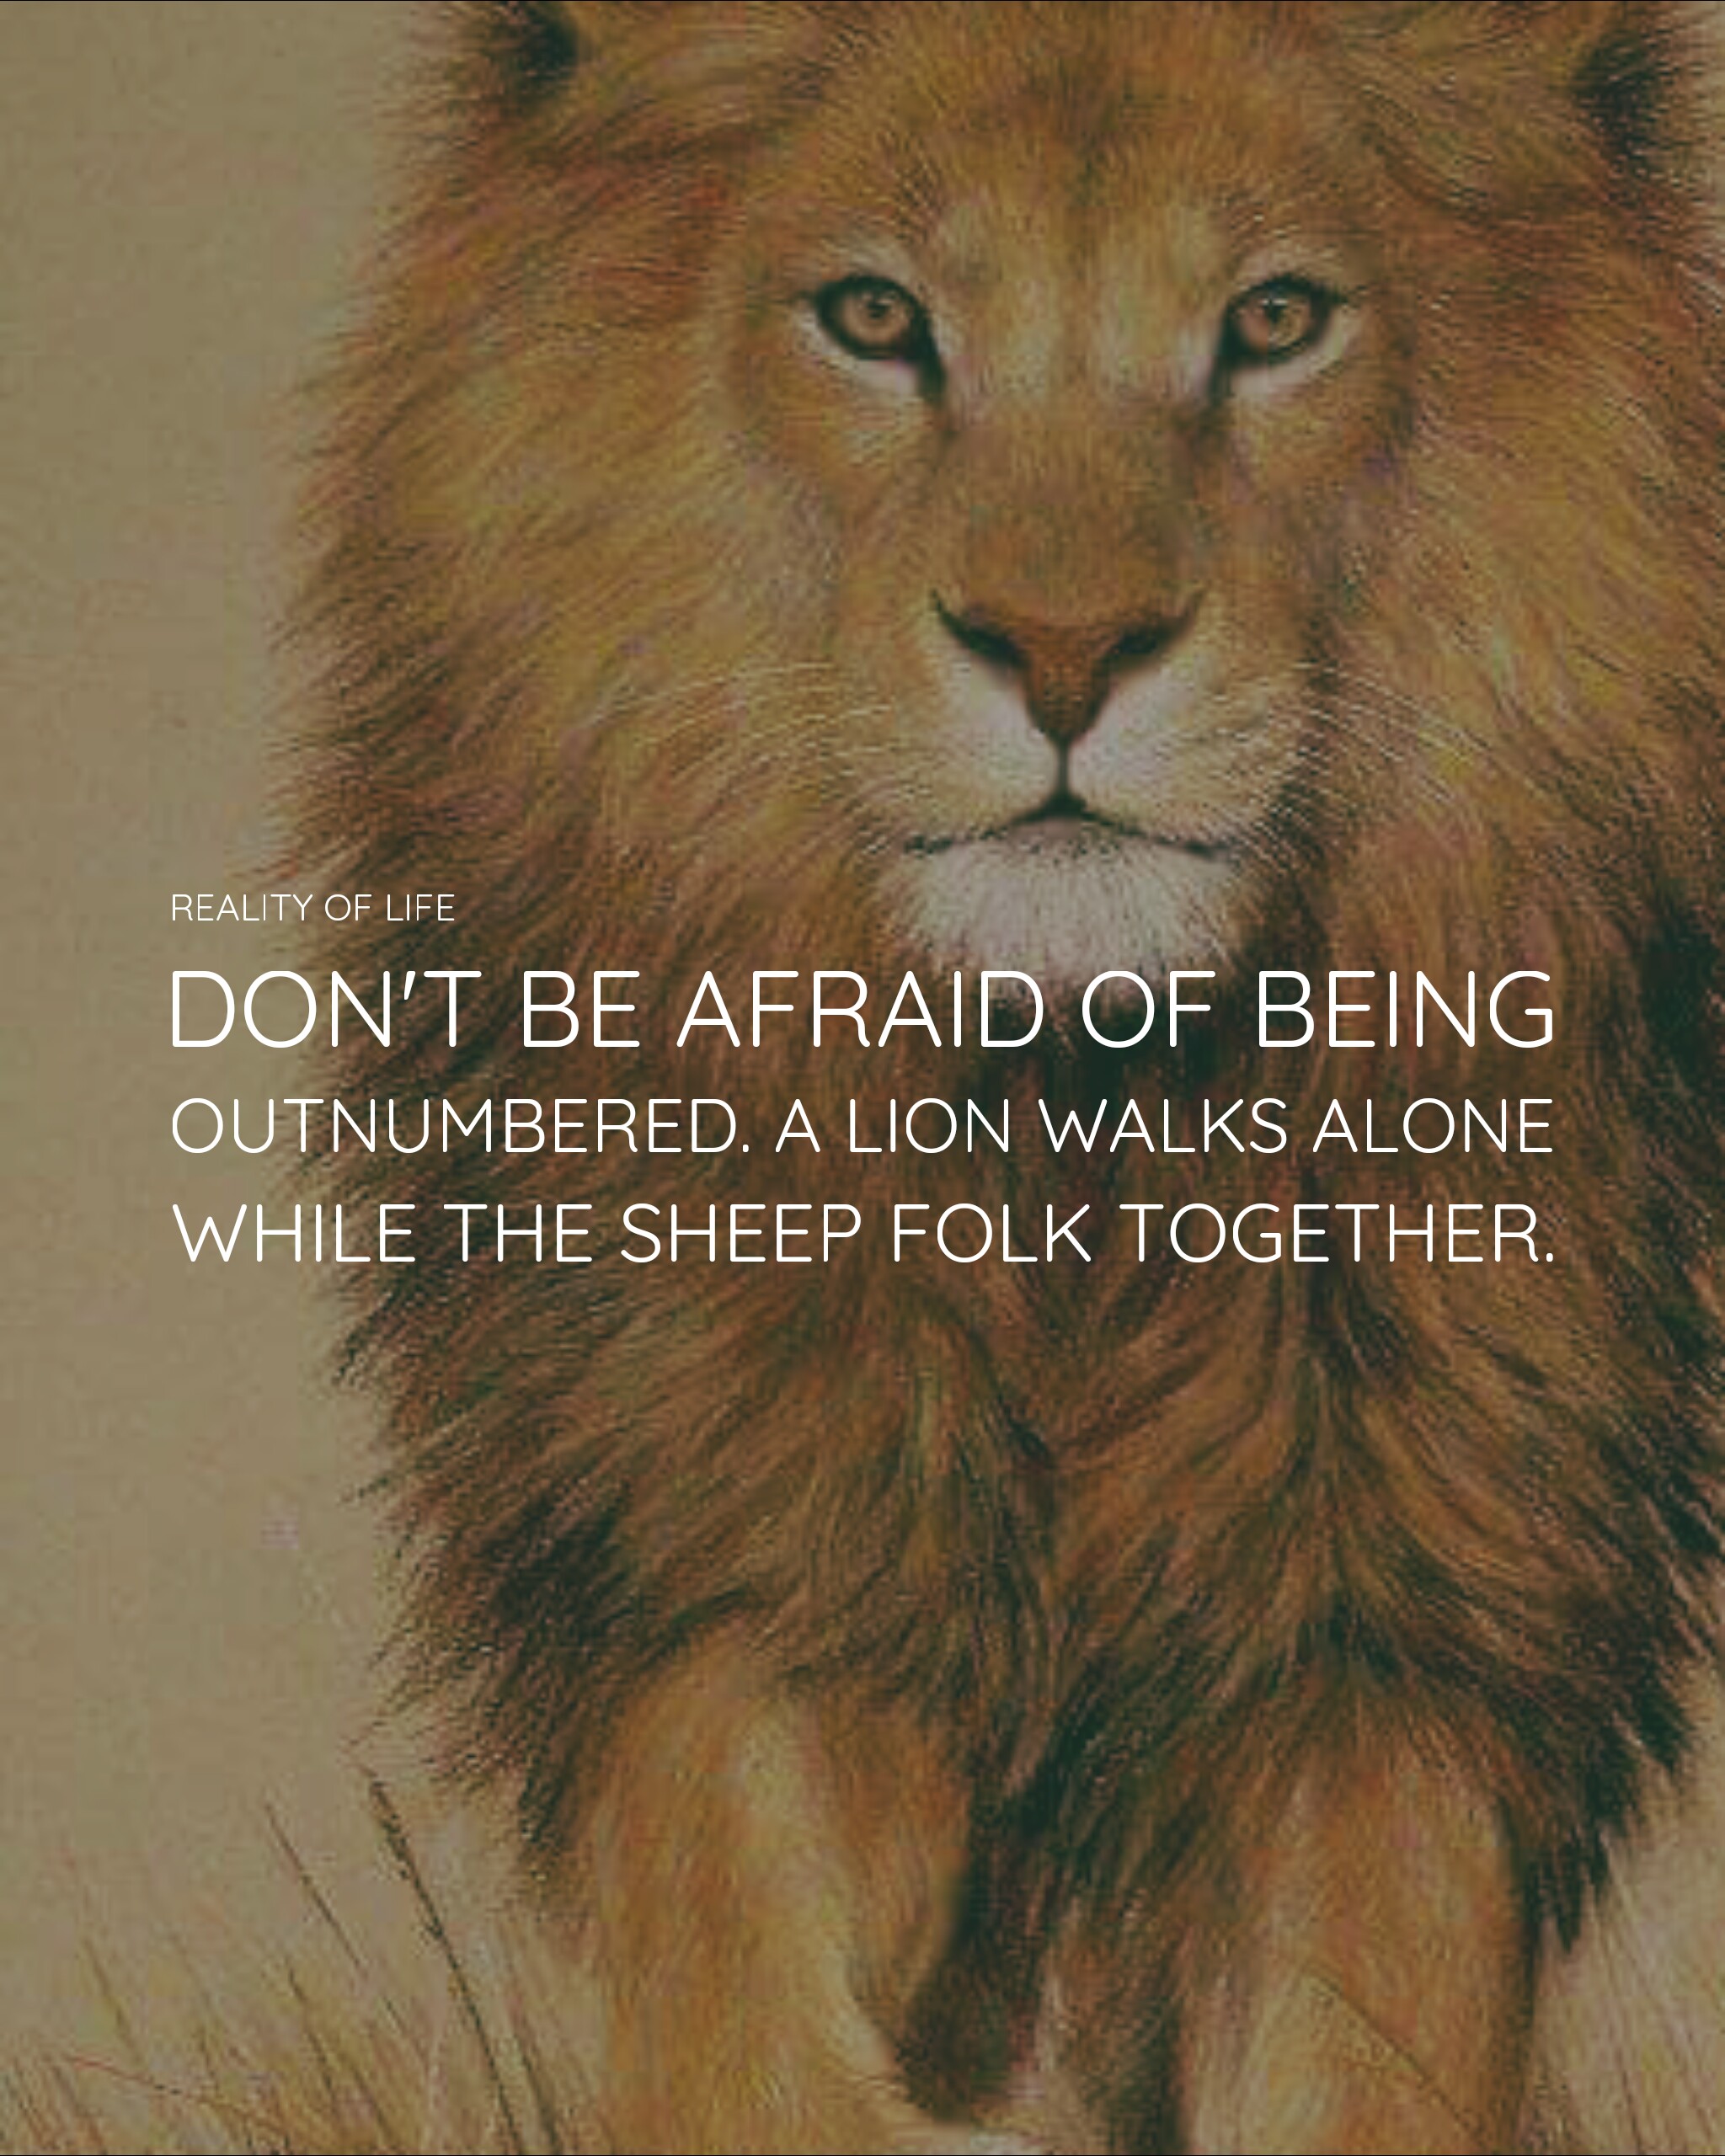 REALITY OF LIFE
DON'T BE AFRAID OF BEING
OUTNUMBERED. A LION WALKS ALONE
WHILE THE SHEEP FOLK TOGETHER.